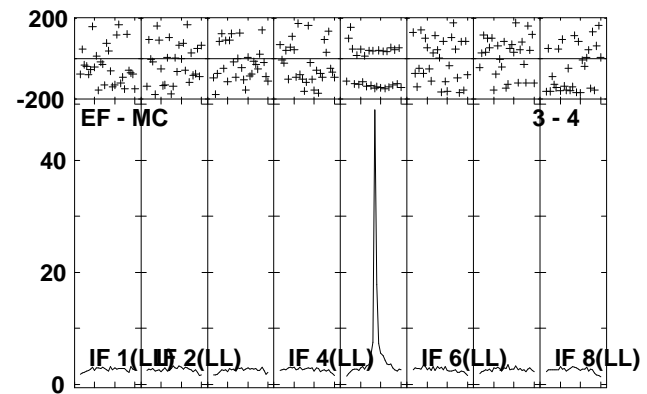 200
-200
EF - MC 3 - 4
40
20
IF 1(LL) IF 2(LL) IF 4(LL) IF 6(LL) IF 8(LL)
0